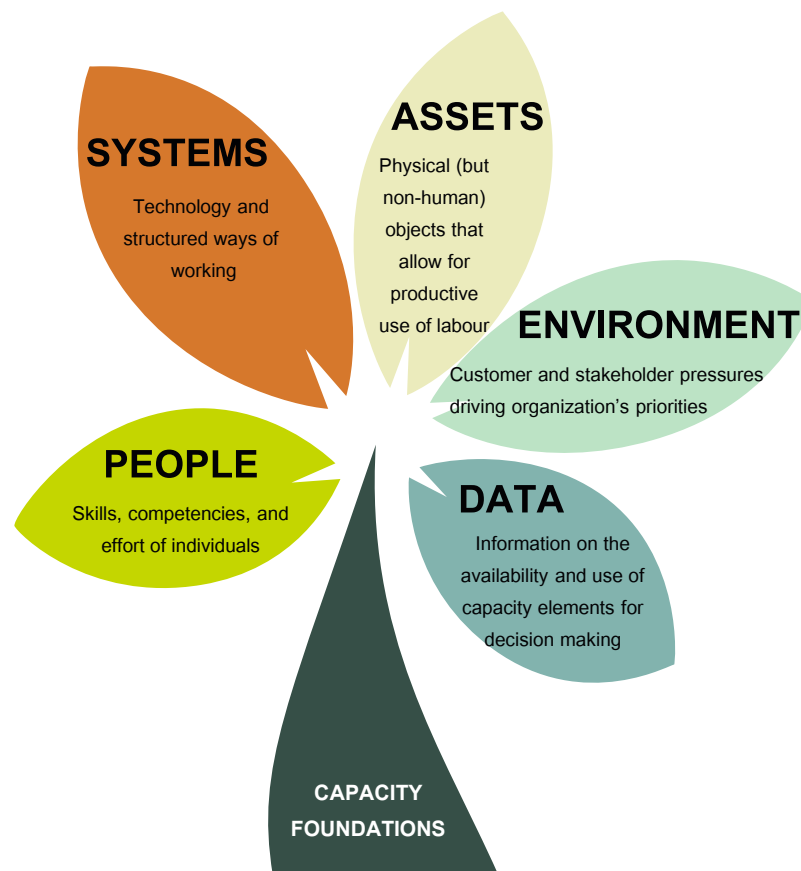 SYSTEMS
Technology and
structured ways of
working
ASSETS
Physical (but
non-human)
objects that
allow for
productive
use of labour
ENVIRONMENT
Customer and stakeholder pressures
driving organization's priorities
PEOPLE
Skills, competencies, and
effort of individuals
DATA
Information on the
availability and use of
capacity elements for
decision making
CAPACITY
FOUNDATIONS